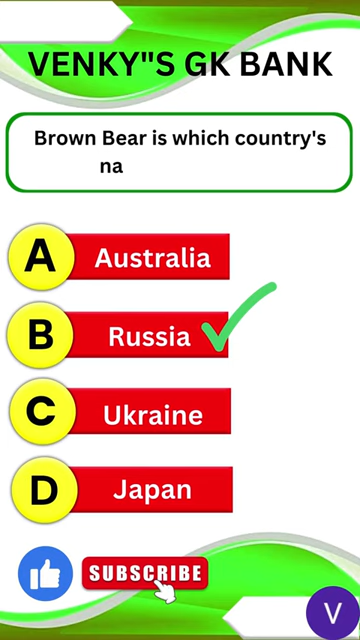 VENKY"S GK BANK
Brown Bear is which country's
na
A Australia
B Russia
C Ukraine
D Japan
SUBSCRIBE
V